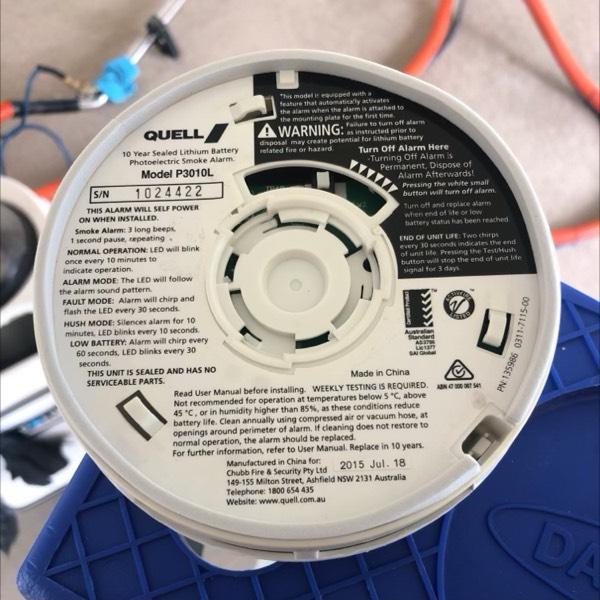 QUELL
10 Year Sealed Lithium Battery
Photoelectric Smoke Alarm.
Model P3010L
S/N 1024422
THIS ALARM WILL SELF POWER
ON WHEN INSTALLED.
Smoke Alarm: 3 long beeps,
1 second pause, repeating
NORMAL OPERATION: LED will blink
once every 10 minutes to
indicate operation.
ALARM MODE: The LED will follow
the alarm sound pattern.
FAULT MODE: Alarm will chirp and
flash the LED every 30 seconds.
HUSH MODE: Silences alarm for 10
minutes, LED blinks every 10 seconds.
LOW BATTERY: Alarm will chirp every
60 seconds, LED blinks every 30
seconds.
THIS UNIT IS SEALED AND HAS NO
SERVICEABLE PARTS.
This model is equipped with a
feature that automatically activates
the alarm when the alarm is attached to
the mounting plate for the first time.
WARNING: Failure to turn off alarm
as instructed prior to
disposal may create potential for lithium battery
related fire or hazard.
Turn Off Alarm Here
-Turning Off Alarm is
Permanent, Dispose of
Alarm Afterwards!
Pressing the white small
button will turn off alarm.
Turn off and replace alarm
when end of life or low
battery status has been reached.
END OF UNIT LIFE: Two chirps
every 30 seconds indicates the end
of unit life. Pressing the Test/Hush
button will stop the end of unit life
signal for 3 days.
Certified Product
Australian
Standard
AS3786
Lic1377
SAI Global
ABN 47 000 067 541
PN:135986 0311-7115-00
Made in China
Read User Manual before installing. WEEKLY TESTING IS REQUIRED.
Not recommended for operation at temperatures below 5 °C, above
45 °C , or in humidity higher than 85%, as these conditions reduce
battery life. Clean annually using compressed air or vacuum hose, at
openings around perimeter of alarm. If cleaning does not restore to
normal operation, the alarm should be replaced.
For further information, refer to User Manual. Replace in 10 years.
Manufactured in China for:
Chubb Fire & Security Pty Ltd
2015 Jul. 18
149-155 Milton Street, Ashfield NSW 2131 Australia
Telephone: 1800 654 435
Website: www.quell.com.au
DA